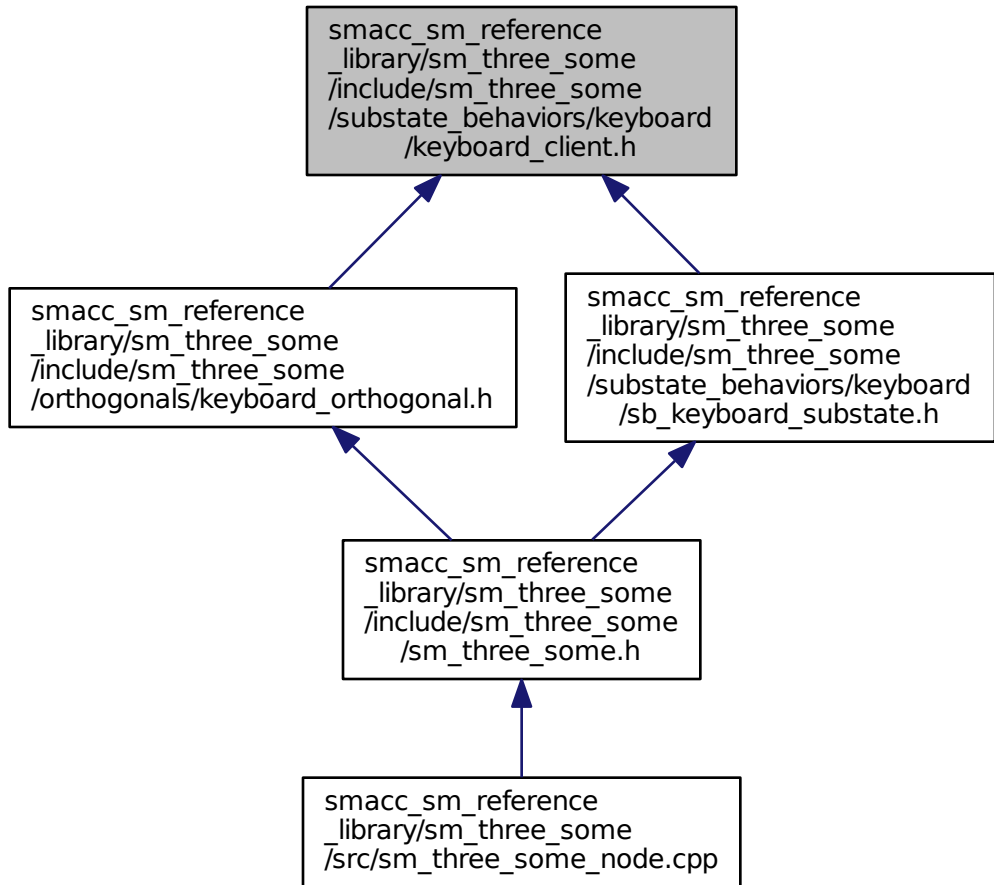 smacc_sm_reference
_library/sm_three_some
/include/sm_three_some
/substate_behaviors/keyboard
/keyboard_client.h
smacc_sm_reference
_library/sm_three_some
/include/sm_three_some
/orthogonals/keyboard_orthogonal.h
smacc_sm_reference
_library/sm_three_some
/include/sm_three_some
/substate_behaviors/keyboard
/sb_keyboard_substate.h
smacc_sm_reference
_library/sm_three_some
/include/sm_three_some
/sm_three_some.h
smacc_sm_reference
_library/sm_three_some
/src/sm_three_some_node.cpp